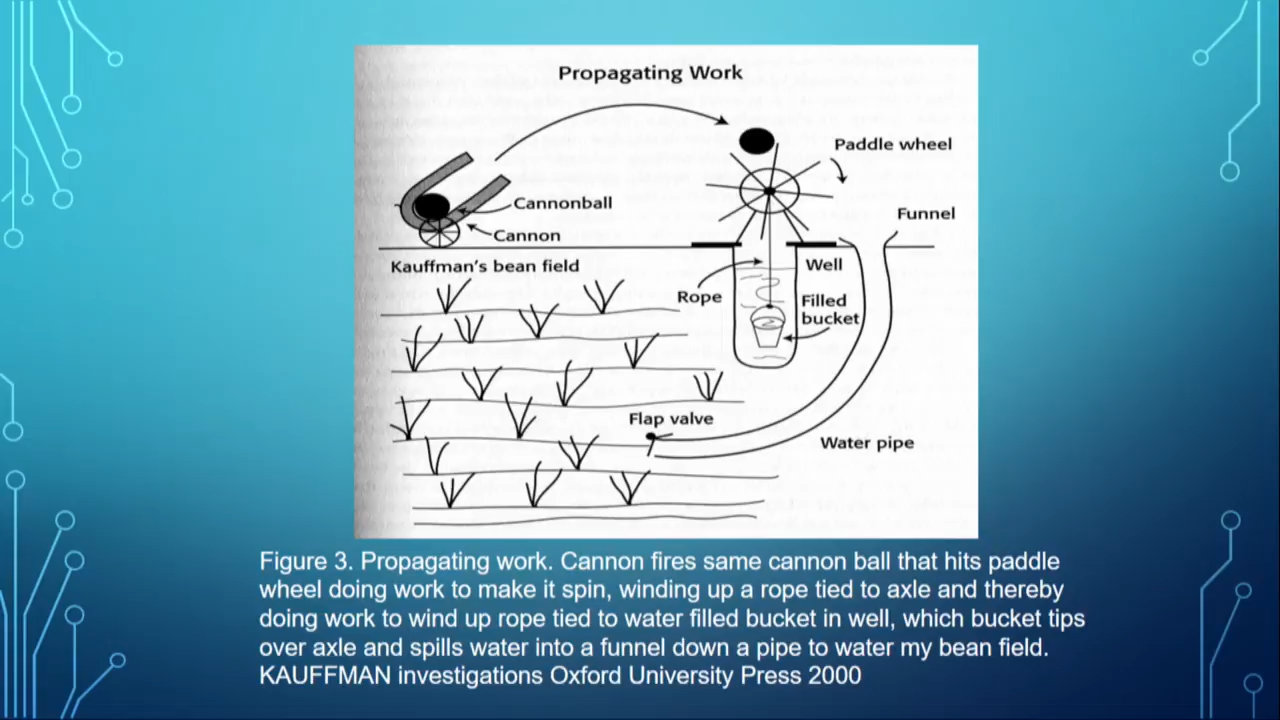 Propagating Work
Paddle wheel
Cannonball
Funnel
Cannon
Kauffman's bean field
Well
Rope
Filled
bucket
Flap valve
Water pipe
Figure 3. Propagating work. Cannon fires same cannon ball that hits paddle
wheel doing work to make it spin, winding up a rope tied to axle and thereby
doing work to wind up rope tied to water filled bucket in well, which bucket tips
over axle and spills water into a funnel down a pipe to water my bean field.
KAUFFMAN investigations Oxford University Press 2000